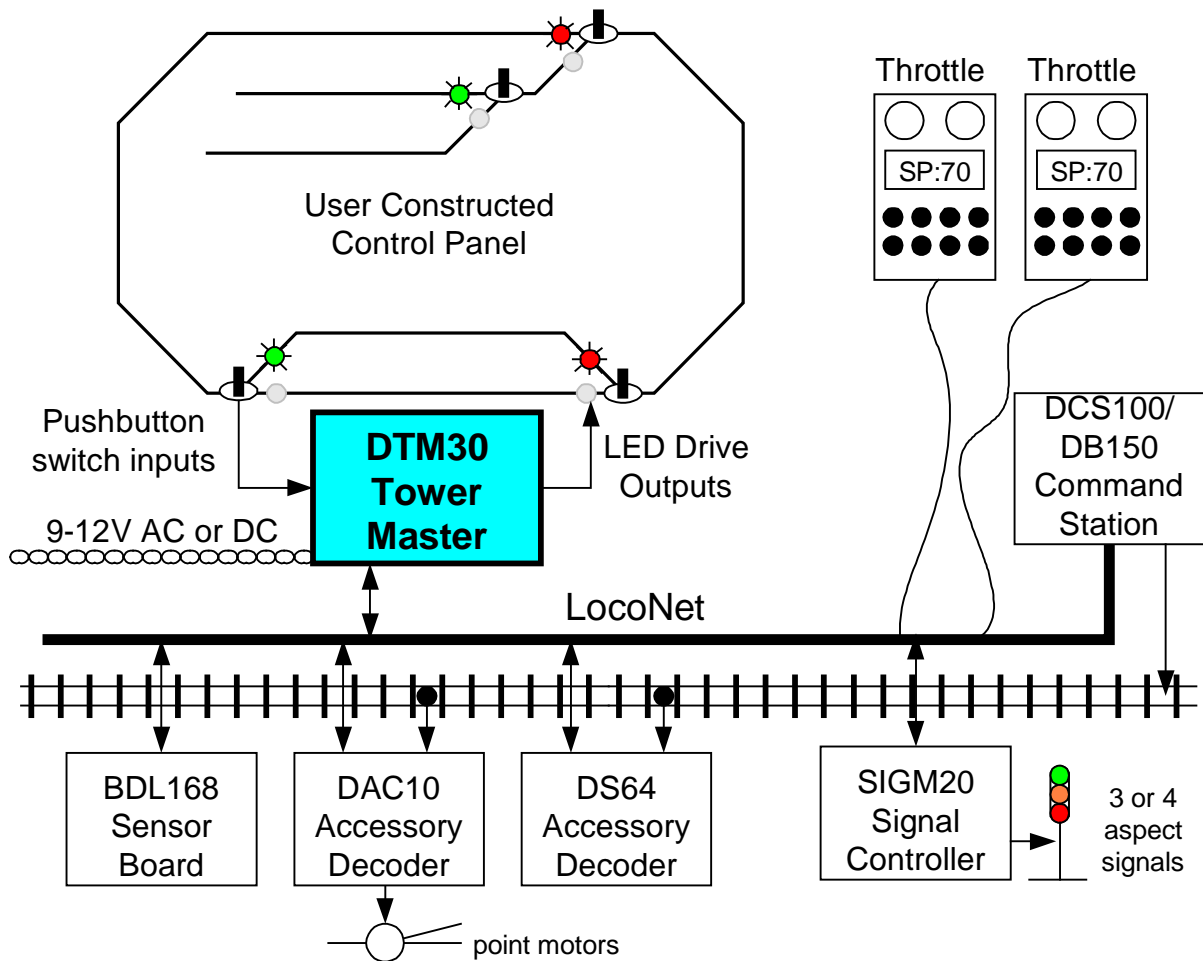 Throttle
Throttle
SP:70
SP:70
User Constructed
Control Panel
Pushbutton
switch inputs
DTM30
Tower
Master
LED Drive
Outputs
DCS100/
DB150
Command
Station
9-12V AC or DC
LocoNet
BDL168
Sensor
Board
DAC10
Accessory
Decoder
DS64
Accessory
Decoder
SIGM20
Signal
Controller
3 or 4
aspect
signals
point motors